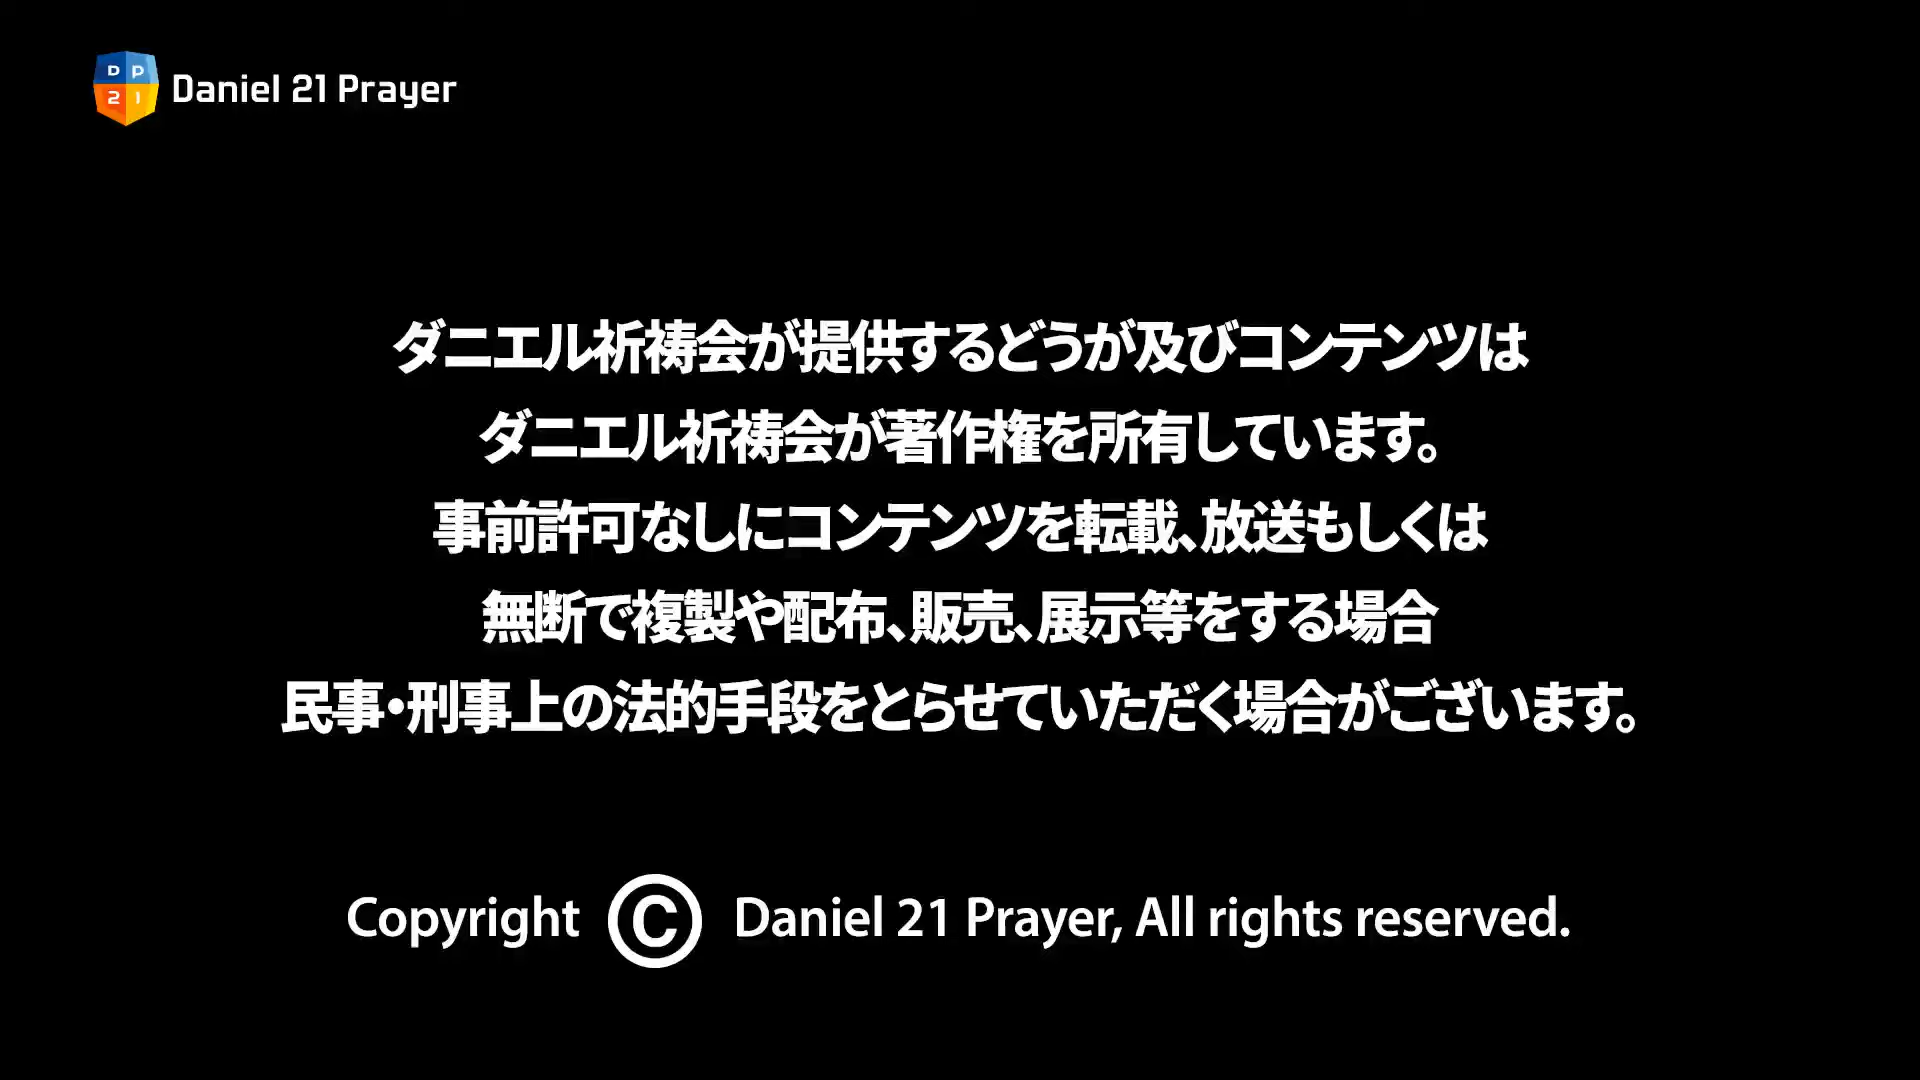 DP
21
Daniel 21 Prayer
ダニエル祈祷会が提供するどうが及びコンテンツは
ダニエル祈祷会が著作権を所有しています。
事前許可なしにコンテンツを転載、放送もしくは
無断で複製や配布、販売、展示等をする場合
民事・刑事上の法的手段をとらせていただく場合がございます。
Copyright © Daniel 21 Prayer, All rights reserved.